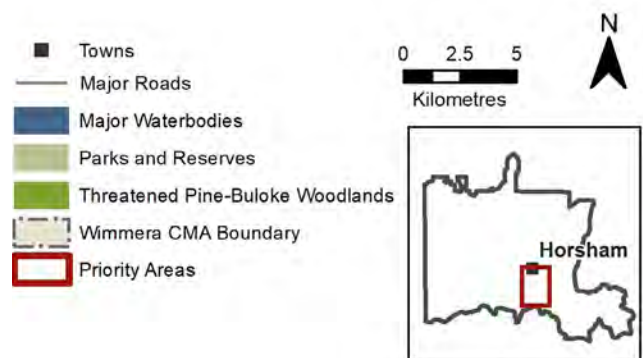 Towns
Major Roads
Major Waterbodies
Parks and Reserves
Threatened Pine-Buloke Woodlands
Wimmera CMA Boundary
Priority Areas
0 2.5 5
Kilometres
N
Horsham